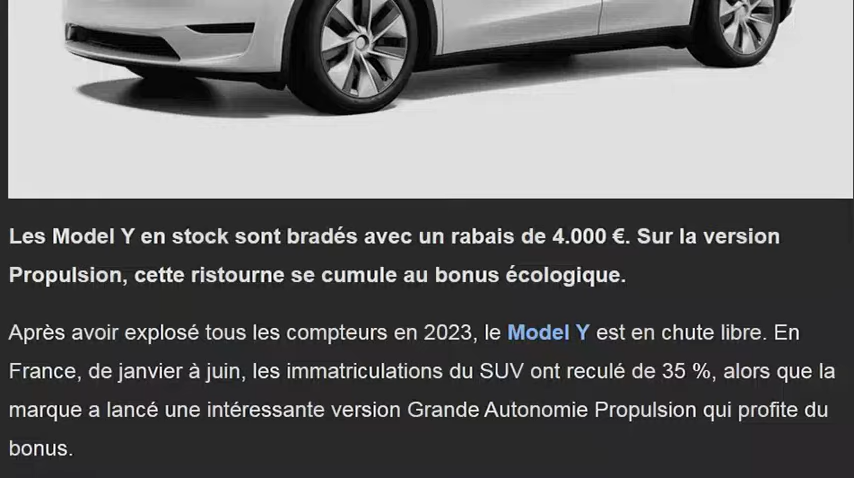 Les Model Y en stock sont bradés avec un rabais de 4.000 €. Sur la version
Propulsion, cette ristourne se cumule au bonus écologique.
Après avoir explosé tous les compteurs en 2023, le Model Y est en chute libre. En
France, de janvier à juin, les immatriculations du SUV ont reculé de 35 %, alors que la
marque a lancé une intéressante version Grande Autonomie Propulsion qui profite du
bonus.